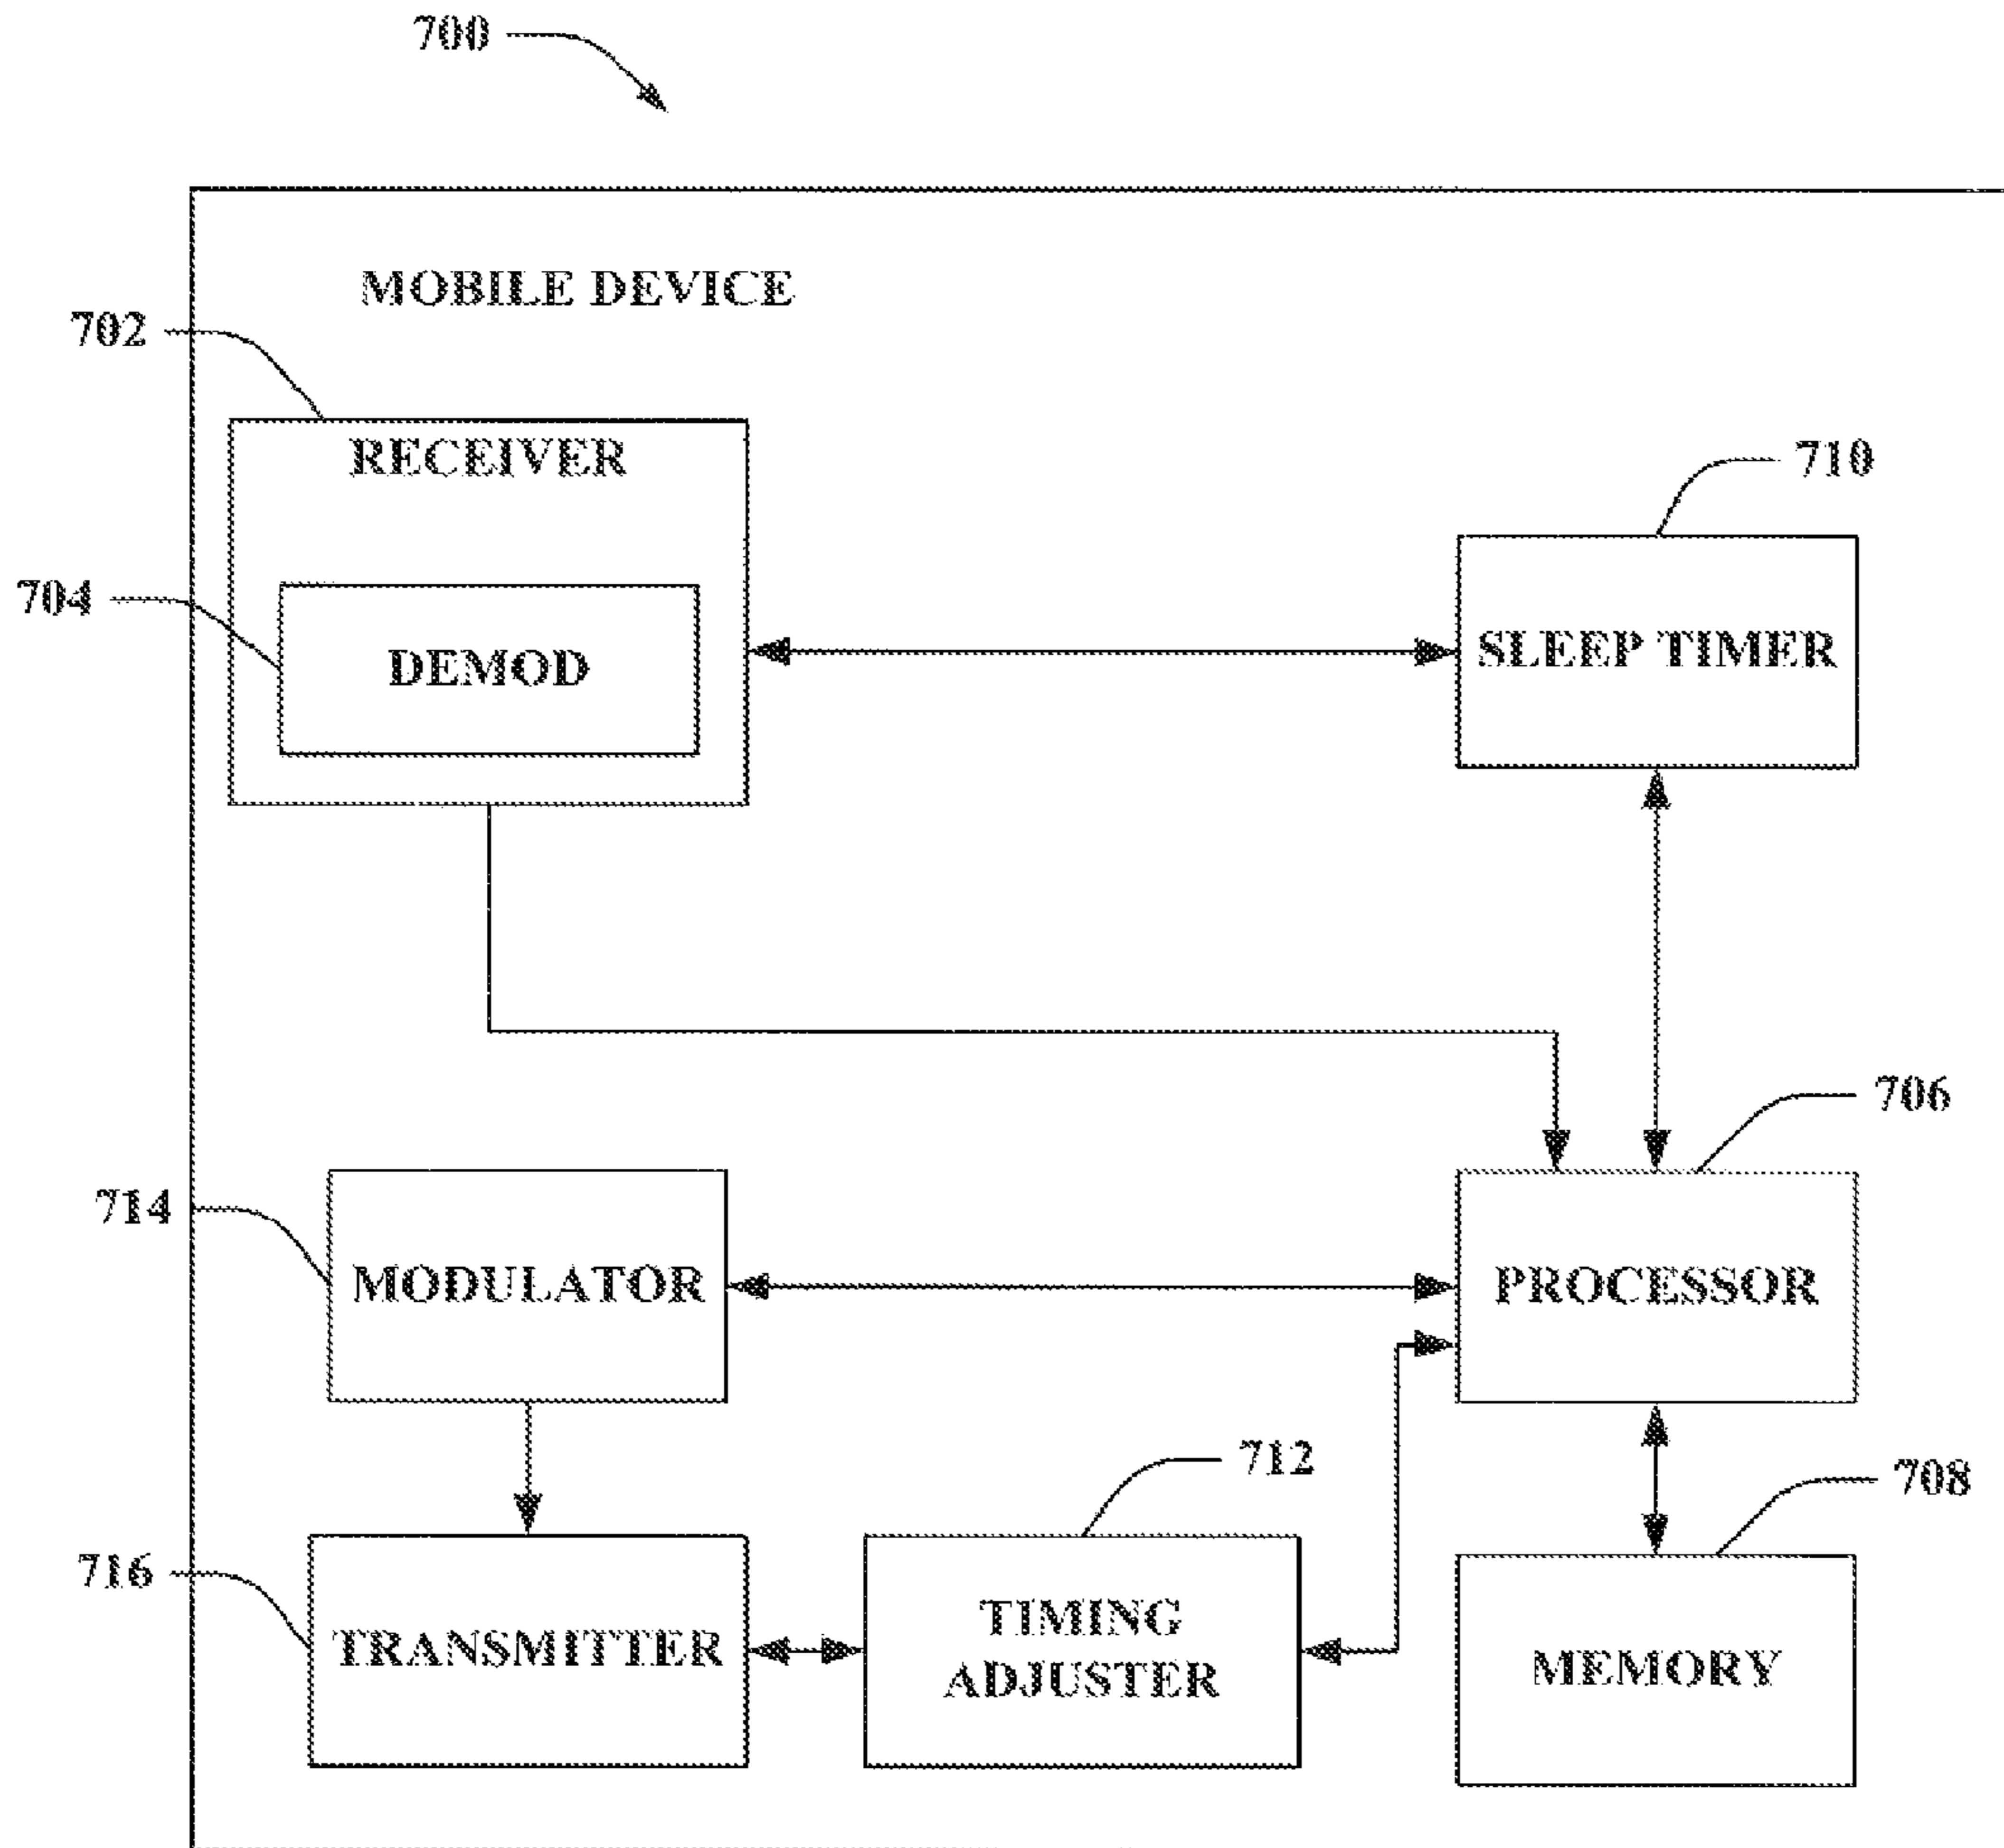 700
MOBILE DEVICE
702
RECEIVER
710
704
DEMOD
SLEEP TIMER
706
714
MODULATOR
PROCESSOR
712
708
716
TRANSMITTER
TIMING
ADJUSTER
MEMORY